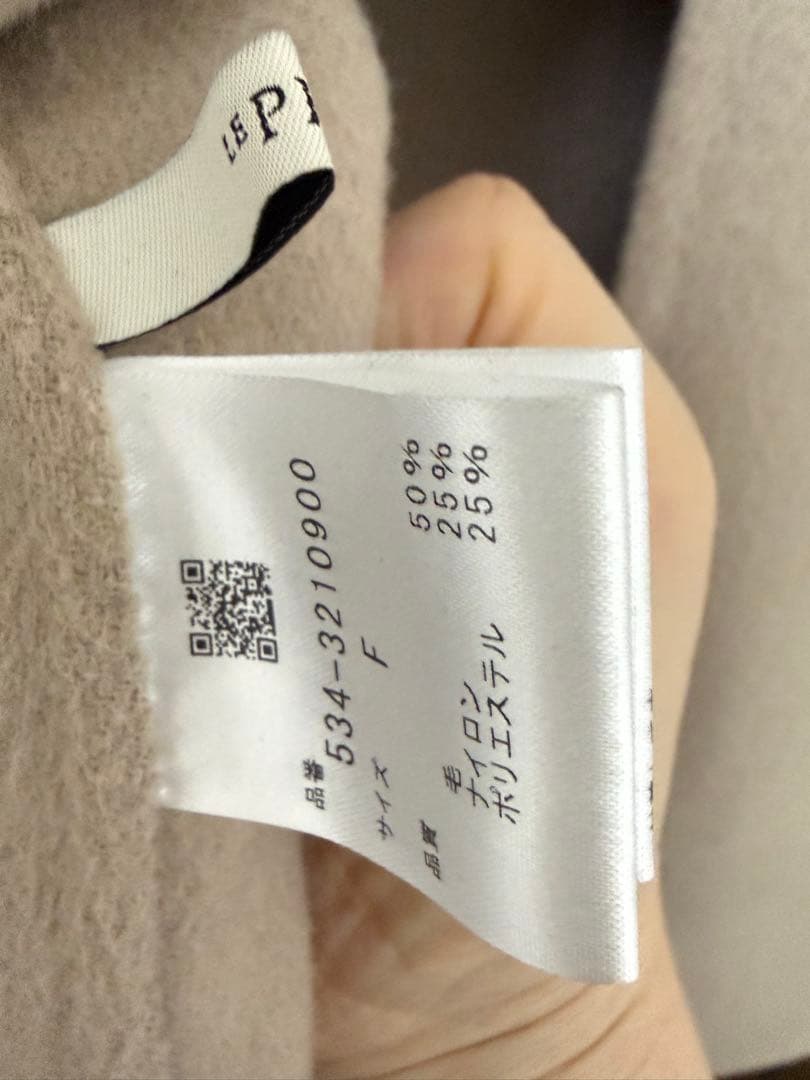 LE P
品番
534-3210900
サイズ F
品質
毛 50%
ナイロン 25%
ポリエステル 25%